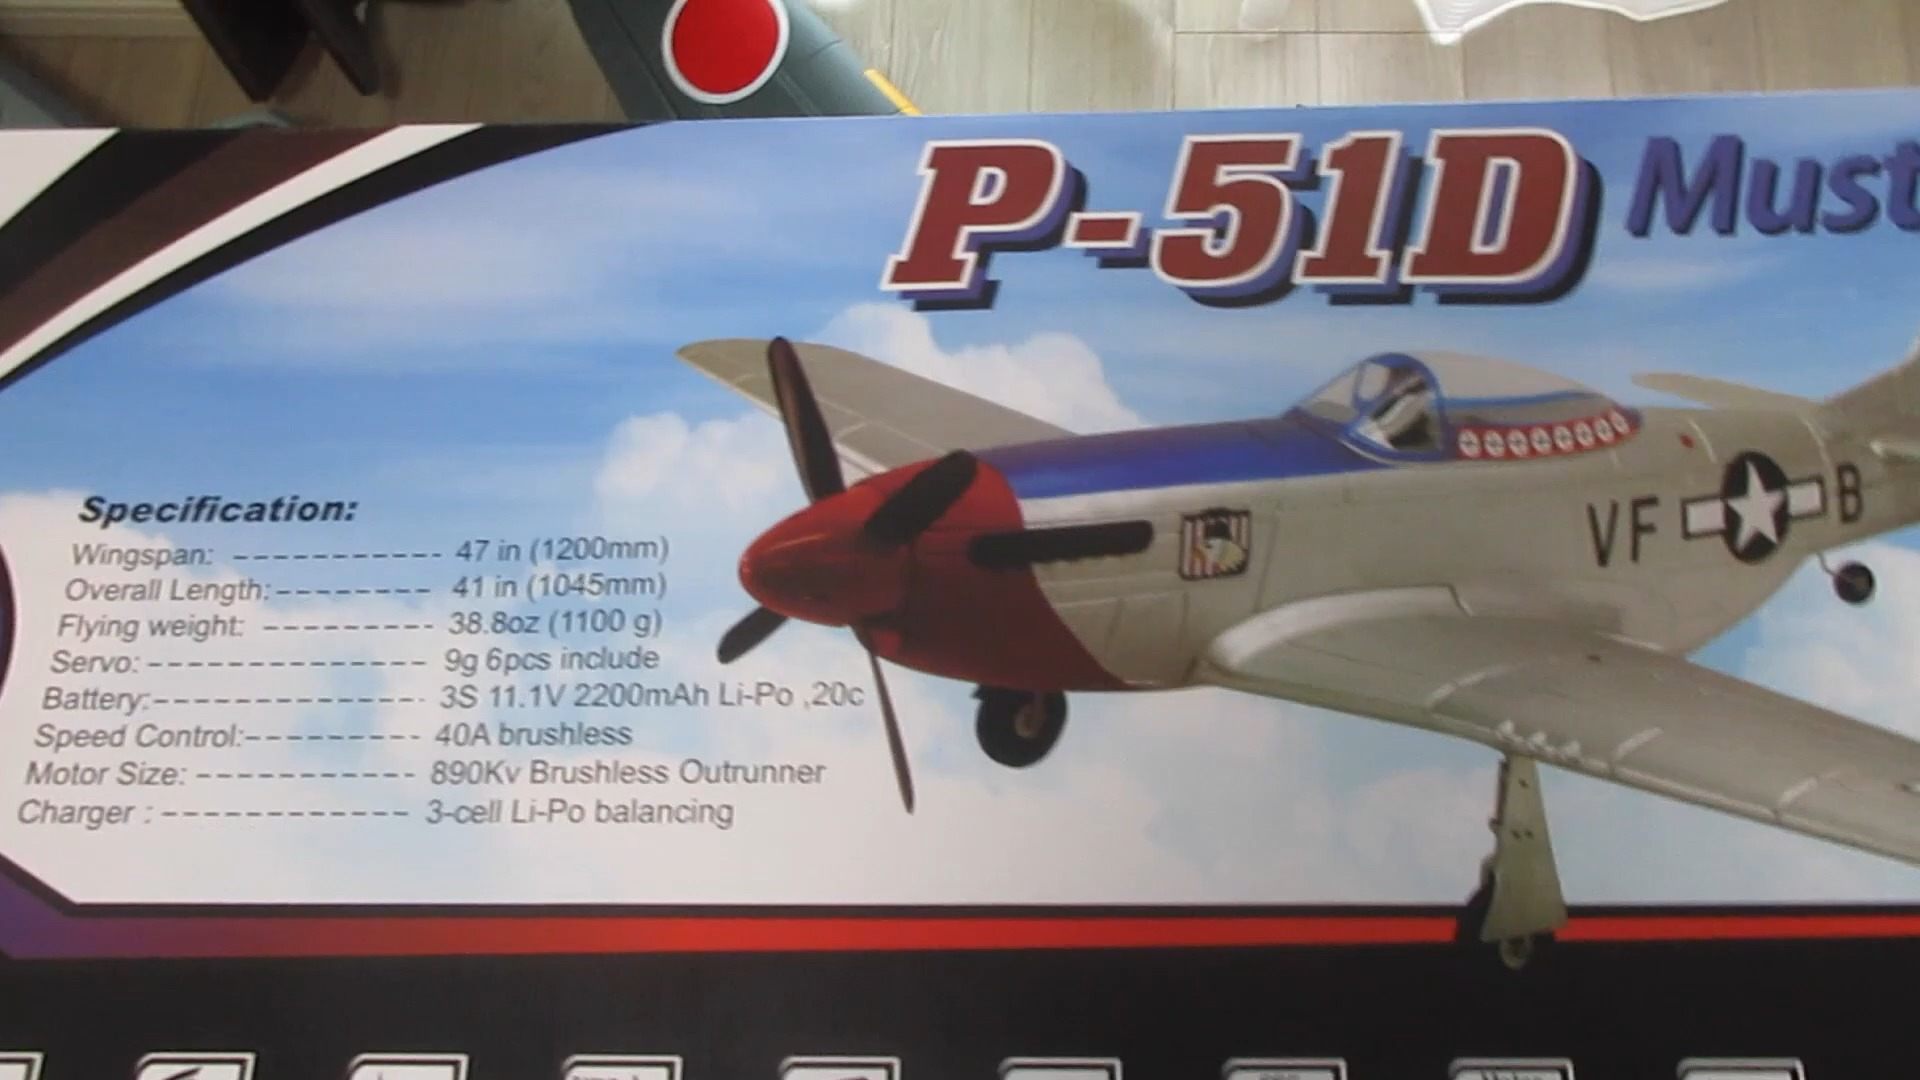 P-51D
Specification:
Wingspan: ----------- 47 in (1200mm)
Overall Length:-------- 41 in (1045mm)
Flying weight: --------- 38.8oz (1100 g)
Servo: -------------- 9g 6pcs include
Battery:-------------- 3S 11.1V 2200mAh Li-Po ,20c
Speed Control:--------- 40A brushless
Motor Size: ----------- 890Kv Brushless Outrunner
Charger : ------------ 3-cell Li-Po balancing
VF B